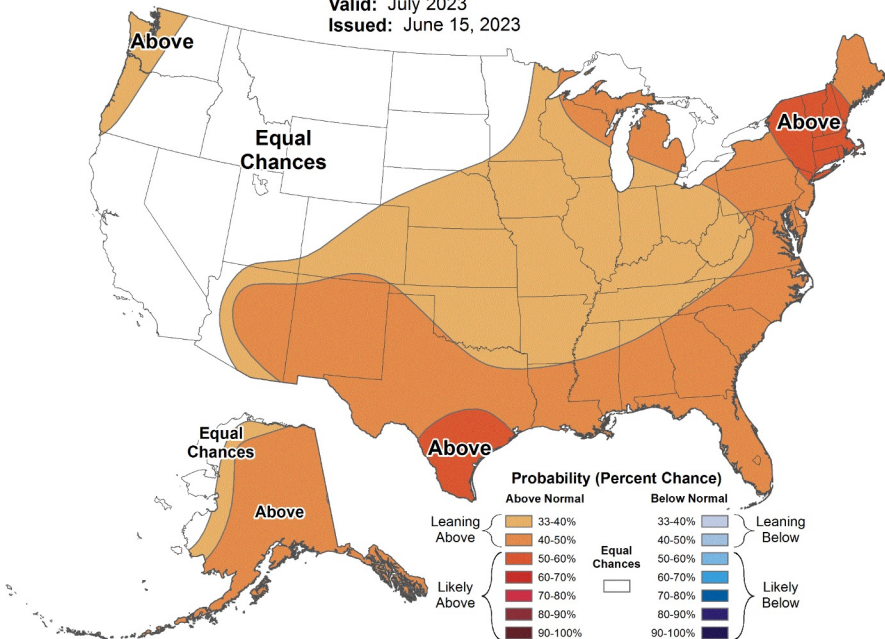 Valid: July 2023
Issued: June 15, 2023
Above
Equal
Chances
Above
Above
Equal
Chances
Above
Probability (Percent Chance)
Above Normal
Below Normal
Leaning
Above
33-40%
40-50%
Likely
Above
50-60%
60-70%
70-80%
80-90%
90-100%
Equal
Chances
33-40%
40-50%
Leaning
Below
50-60%
60-70%
70-80%
80-90%
90-100%
Likely
Below